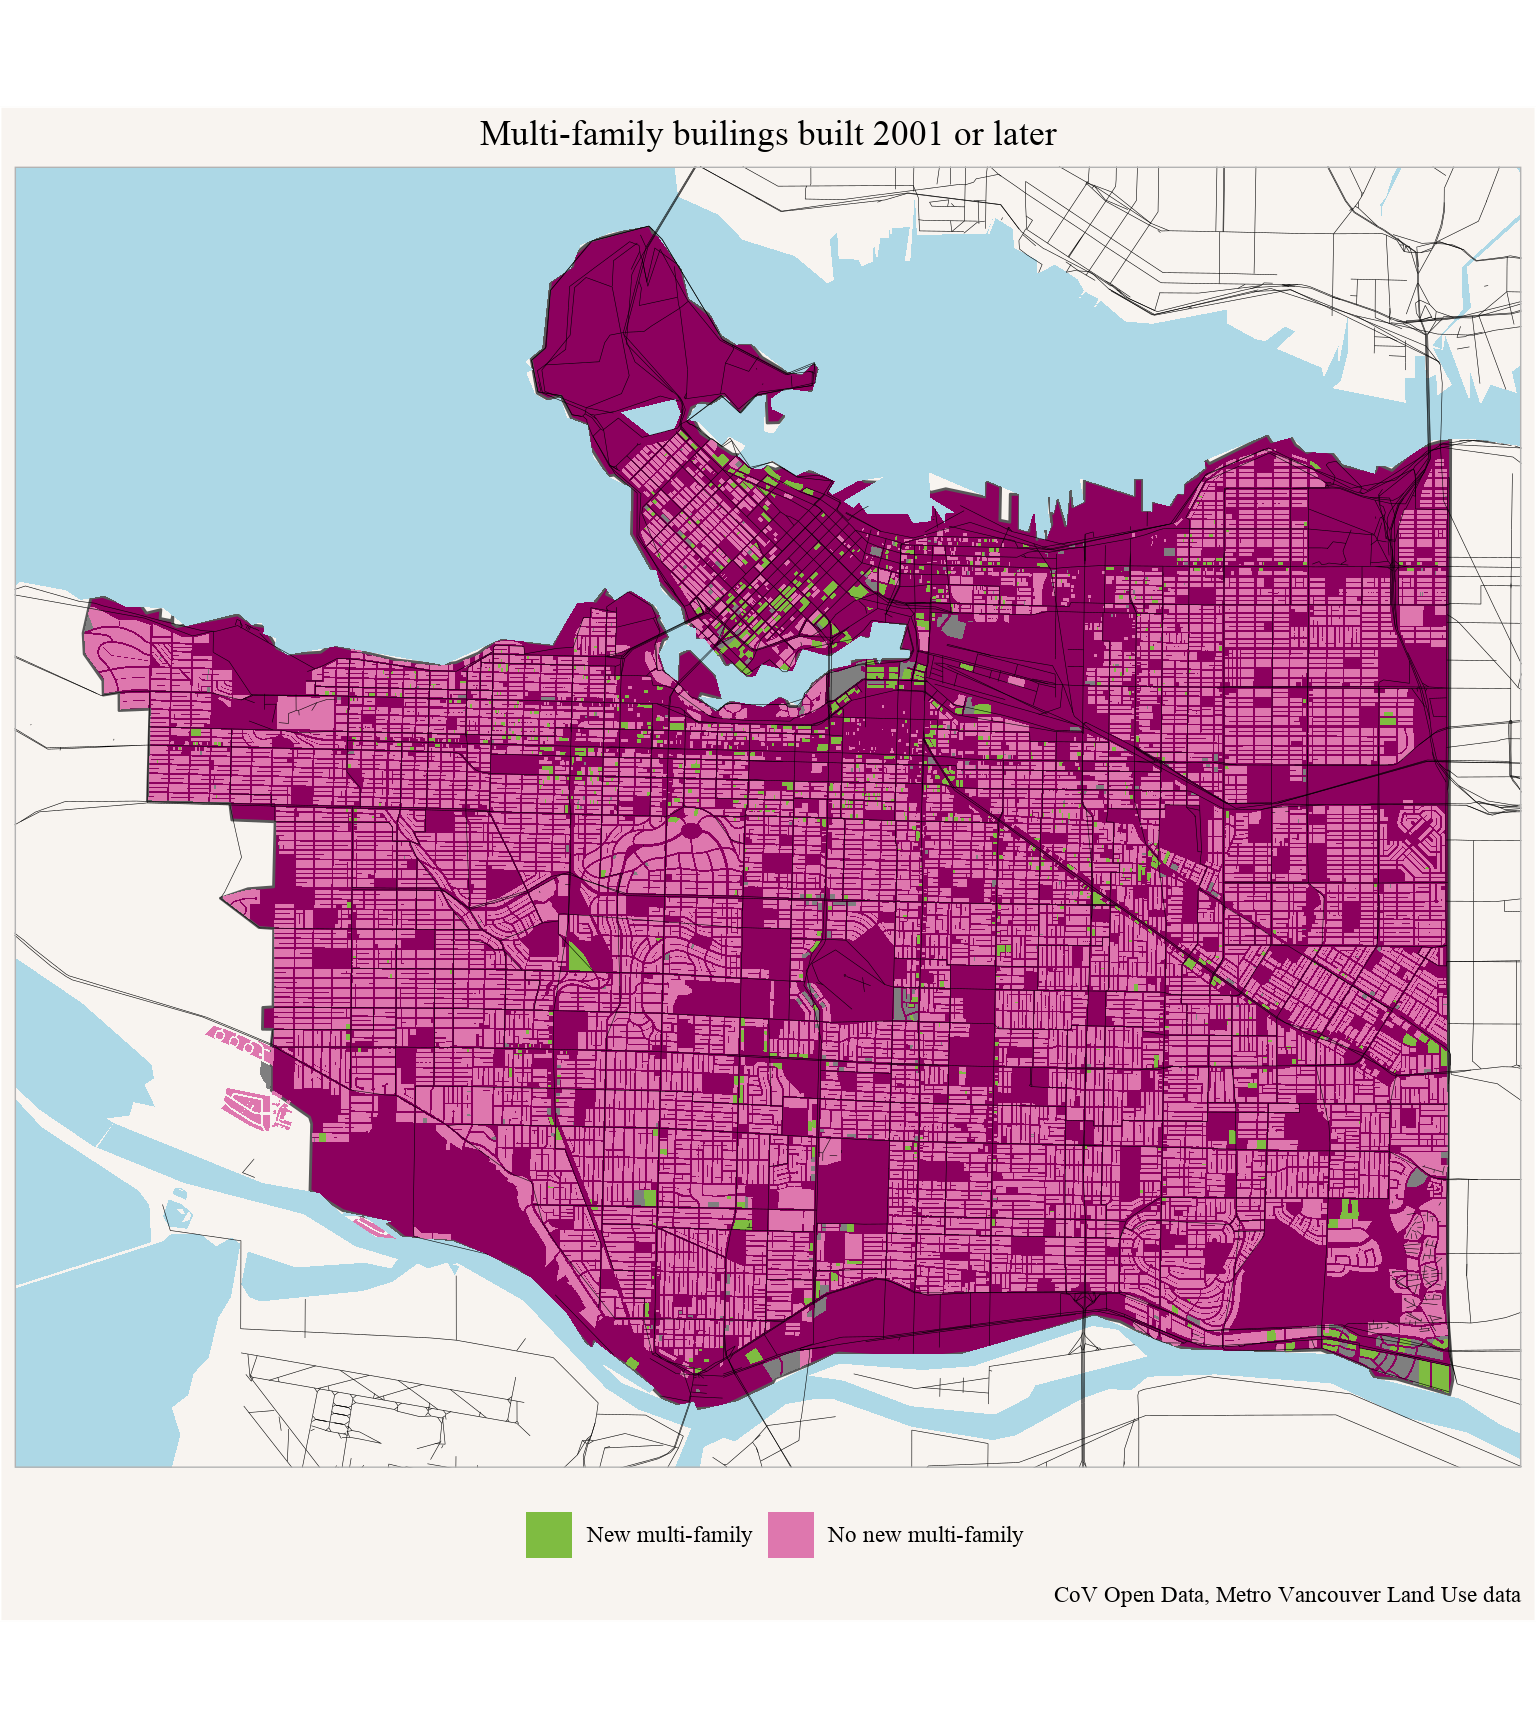 Multi-family builings built 2001 or later
New multi-family
No new multi-family
CoV Open Data, Metro Vancouver Land Use data